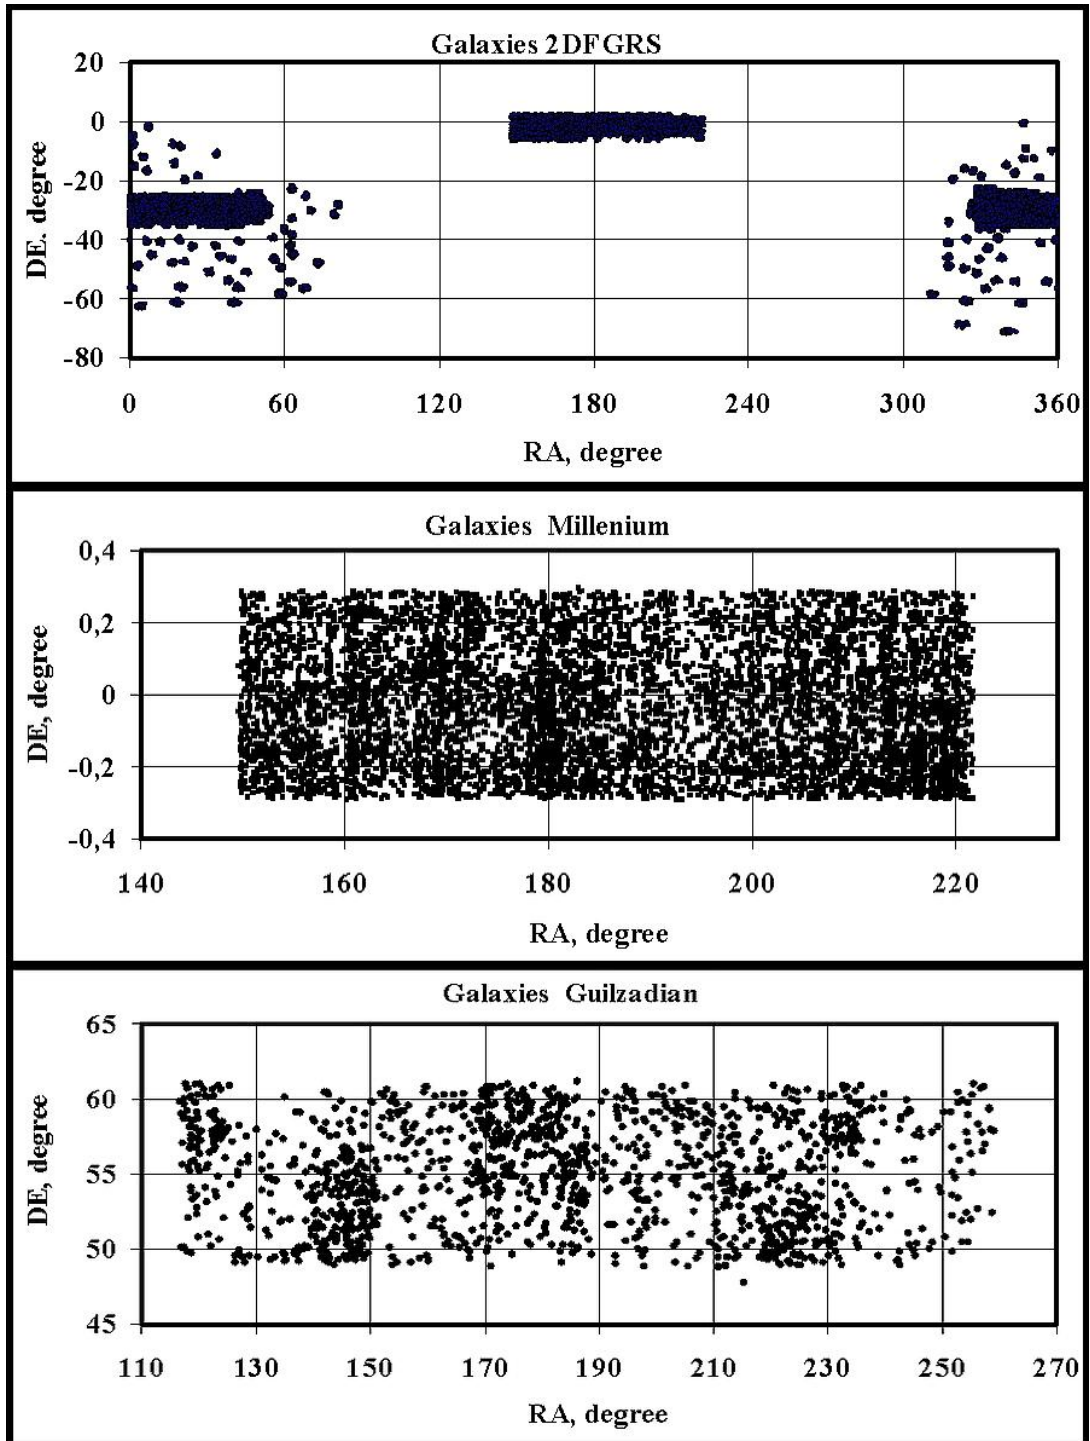 Galaxies 2DFGRS
20
0
-20
-40
-60
-80
DE. degree
0 60 120 180 240 300 360
RA, degree
Galaxies Millenium
0,4
0,2
0
-0,2
-0,4
DE, degree
140 160 180 200 220
RA, degree
Galaxies Guilzadian
65
60
55
50
45
DE, degree
110 130 150 170 190 210 230 250 270
RA, degree